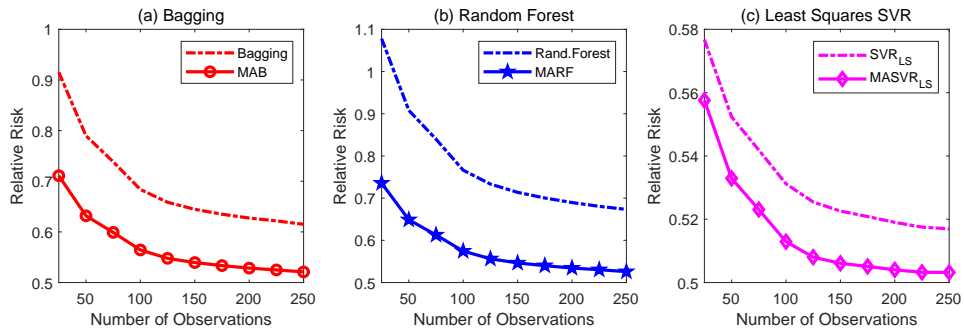 (a) Bagging
Relative Risk
1
0.9
0.8
0.7
0.6
0.5
Bagging
MAB
50 100 150 200 250
Number of Observations
(b) Random Forest
Relative Risk
1.1
1
0.9
0.8
0.7
0.6
0.5
Rand.Forest
MARF
50 100 150 200 250
Number of Observations
(c) Least Squares SVR
Relative Risk
0.58
0.56
0.54
0.52
0.5
SVR_LS
MASVR_LS
50 100 150 200 250
Number of Observations